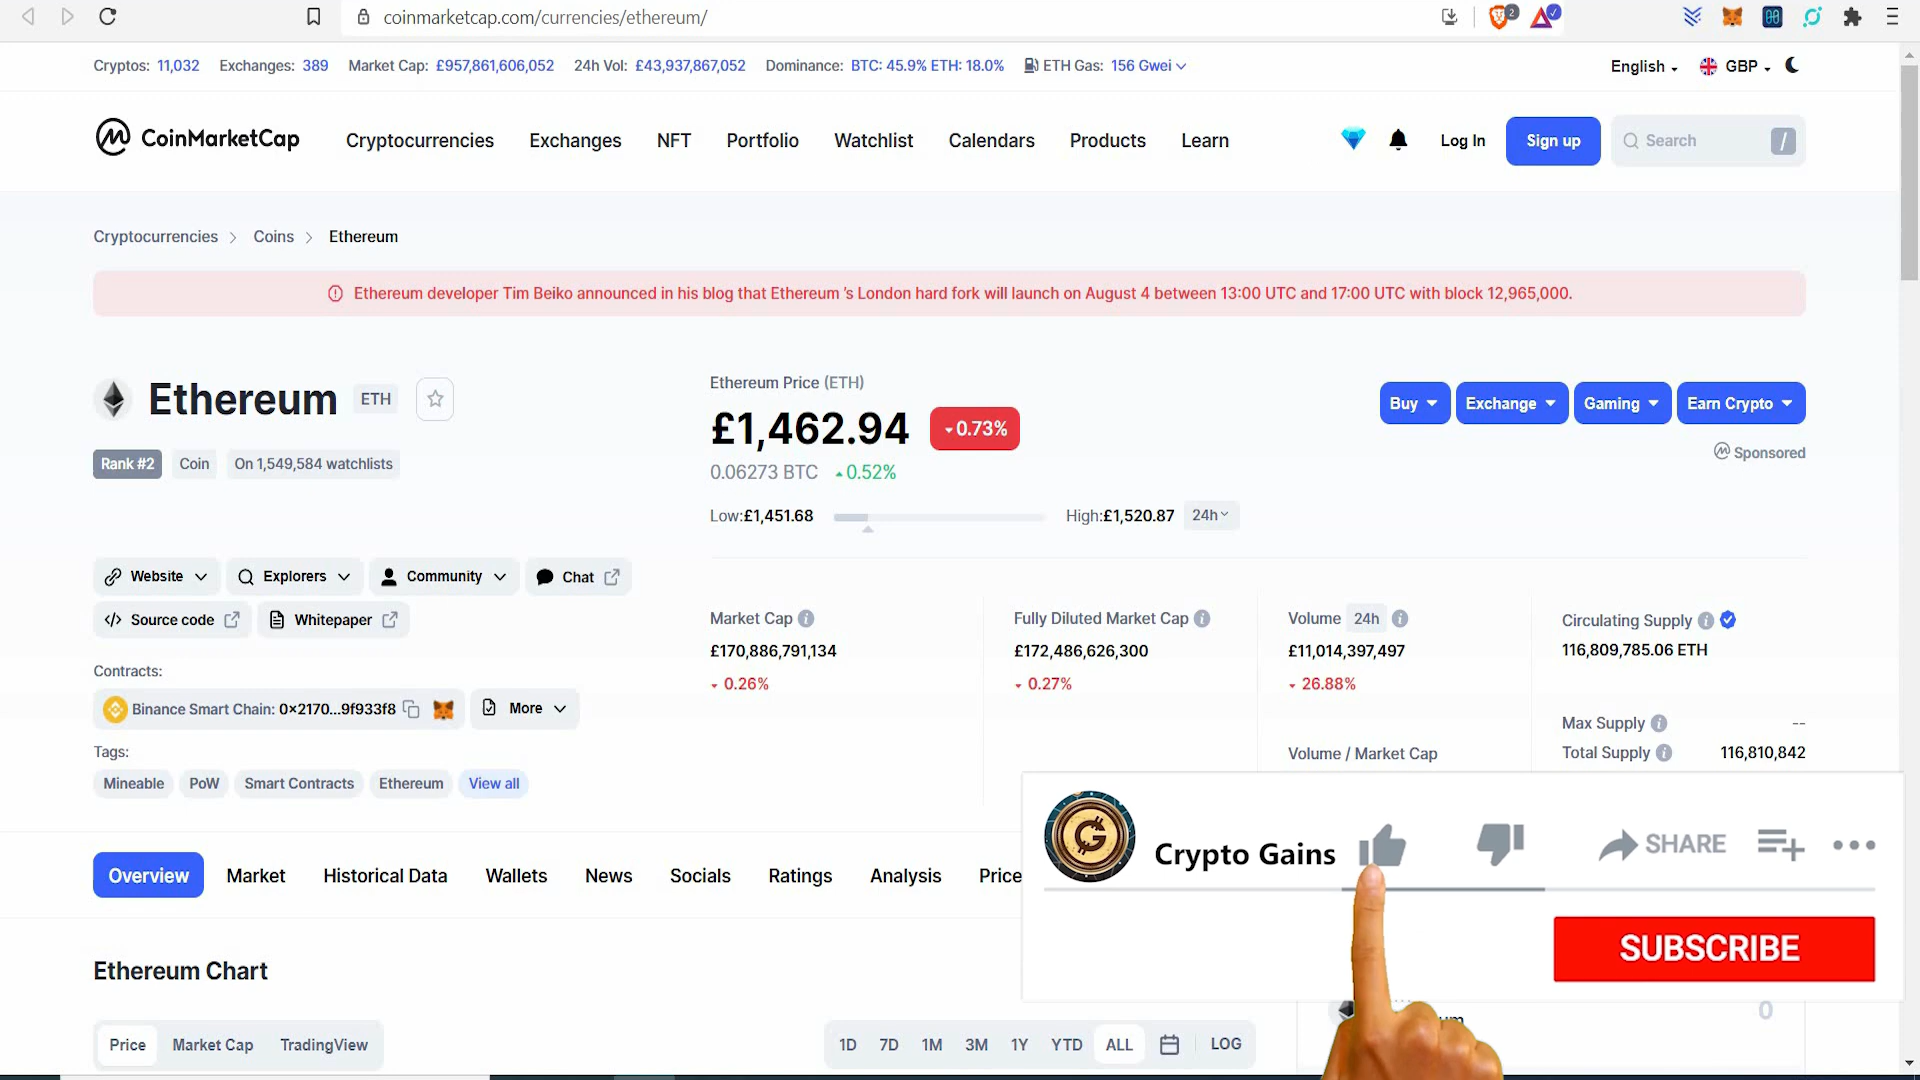 coinmarketcap.com/currencies/ethereum/
2
Cryptos: 11,032 Exchanges: 389 Market Cap: £957,861,606,052 24h Vol: £43,937,867,052 Dominance: BTC: 45.9% ETH: 18.0% ETH Gas: 156 Gwei English GBP
CoinMarketCap Cryptocurrencies Exchanges NFT Portfolio Watchlist Calendars Products Learn Log In Sign up Search /
Cryptocurrencies > Coins > Ethereum
Ethereum developer Tim Beiko announced in his blog that Ethereum 's London hard fork will launch on August 4 between 13:00 UTC and 17:00 UTC with block 12,965,000.
Ethereum ETH
Rank #2 Coin On 1,549,584 watchlists
Ethereum Price (ETH)
£1,462.94 0.73%
0.06273 BTC 0.52%
Low:£1,451.68 High:£1,520.87 24h
Buy Exchange Gaming Earn Crypto
Sponsored
Website Explorers Community Chat
Source code Whitepaper
Contracts:
Binance Smart Chain: 0x2170...9f933f8 More
Tags:
Mineable PoW Smart Contracts Ethereum View all
Market Cap
£170,886,791,134
0.26%
Fully Diluted Market Cap
£172,486,626,300
0.27%
Volume 24h
£11,014,397,497
26.88%
Volume / Market Cap
Circulating Supply
116,809,785.06 ETH
Max Supply --
Total Supply 116,810,842
Overview Market Historical Data Wallets News Socials Ratings Analysis Price
Crypto Gains SHARE
SUBSCRIBE
Ethereum Chart
Price Market Cap TradingView
1D 7D 1M 3M 1Y YTD ALL LOG
0